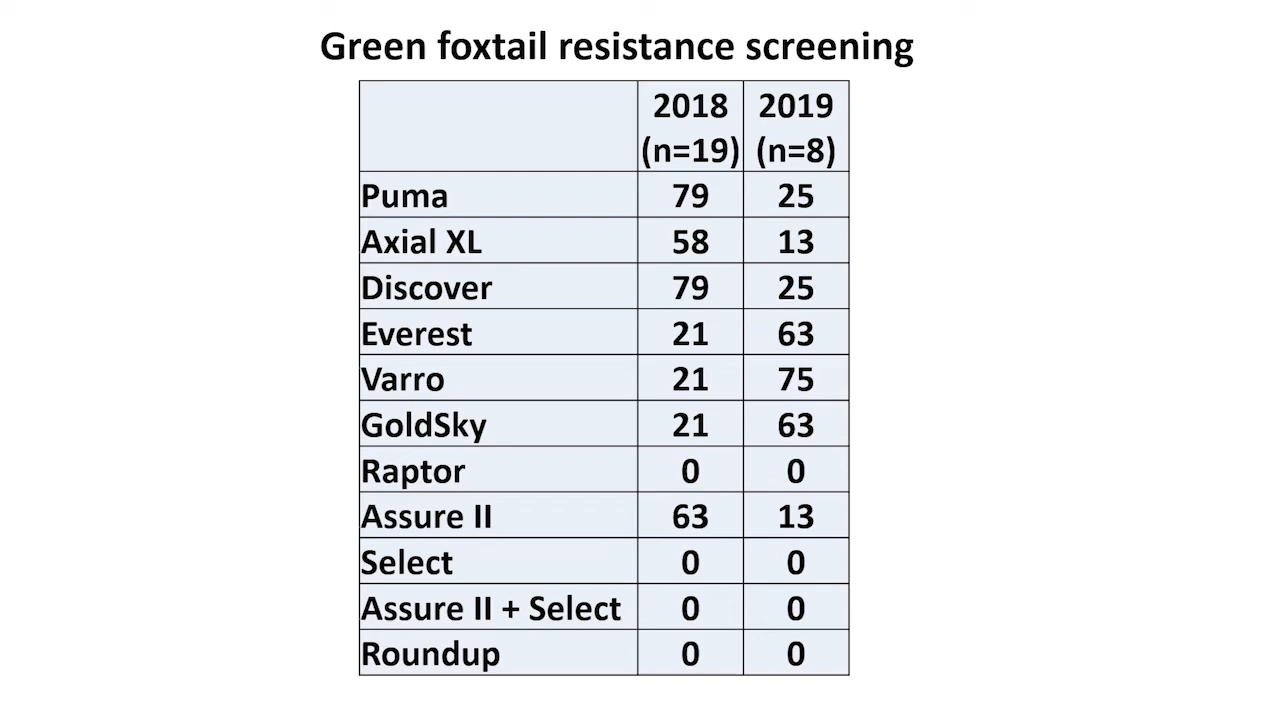 Green foxtail resistance screening
2018 2019
(n=19) (n=8)
Puma 79 25
Axial XL 58 13
Discover 79 25
Everest 21 63
Varro 21 75
GoldSky 21 63
Raptor 0 0
Assure II 63 13
Select 0 0
Assure II + Select 0 0
Roundup 0 0